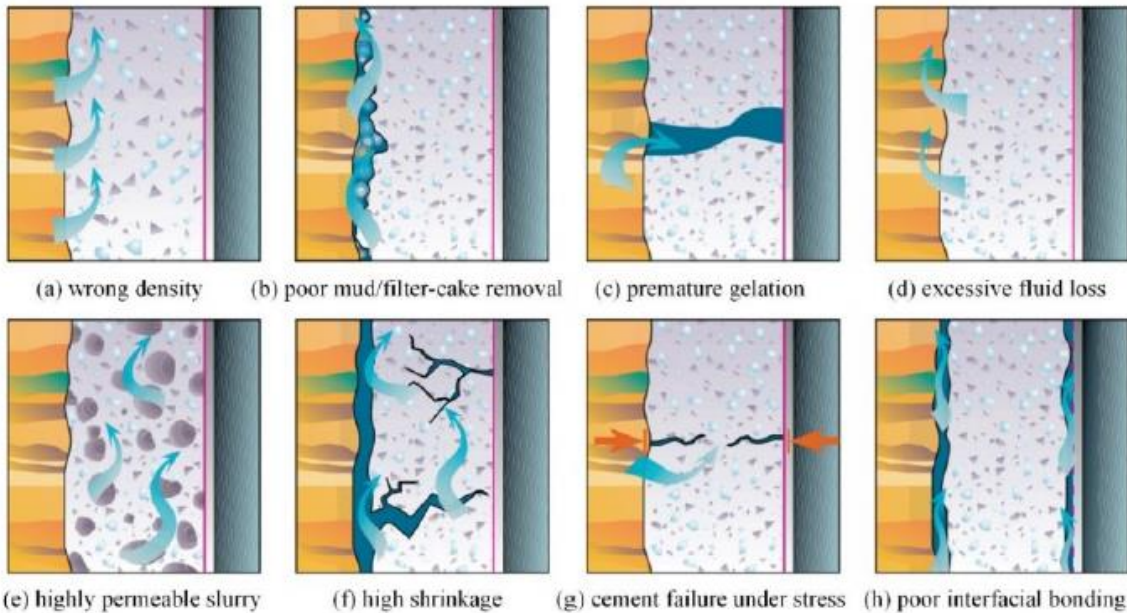 (a) wrong density
(b) poor mud/filter-cake removal
(c) premature gelation
(d) excessive fluid loss
(e) highly permeable slurry
(f) high shrinkage
(g) cement failure under stress
(h) poor interfacial bonding